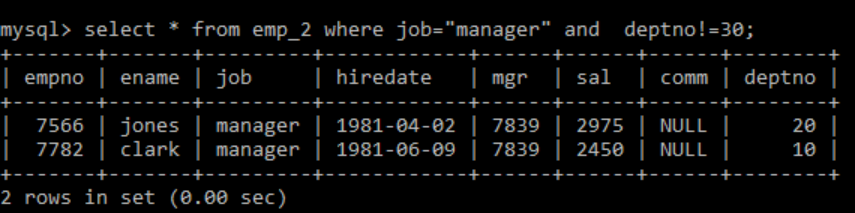 mysql> select * from emp_2 where job="manager" and  deptno!=30;
+-------+-------+---------+------------+------+------+------+--------+
| empno | ename | job     | hiredate   | mgr  | sal  | comm | deptno |
+-------+-------+---------+------------+------+------+------+--------+
|  7566 | jones | manager | 1981-04-02 | 7839 | 2975 | NULL |     20 |
|  7782 | clark | manager | 1981-06-09 | 7839 | 2450 | NULL |     10 |
+-------+-------+---------+------------+------+------+------+--------+
2 rows in set (0.00 sec)